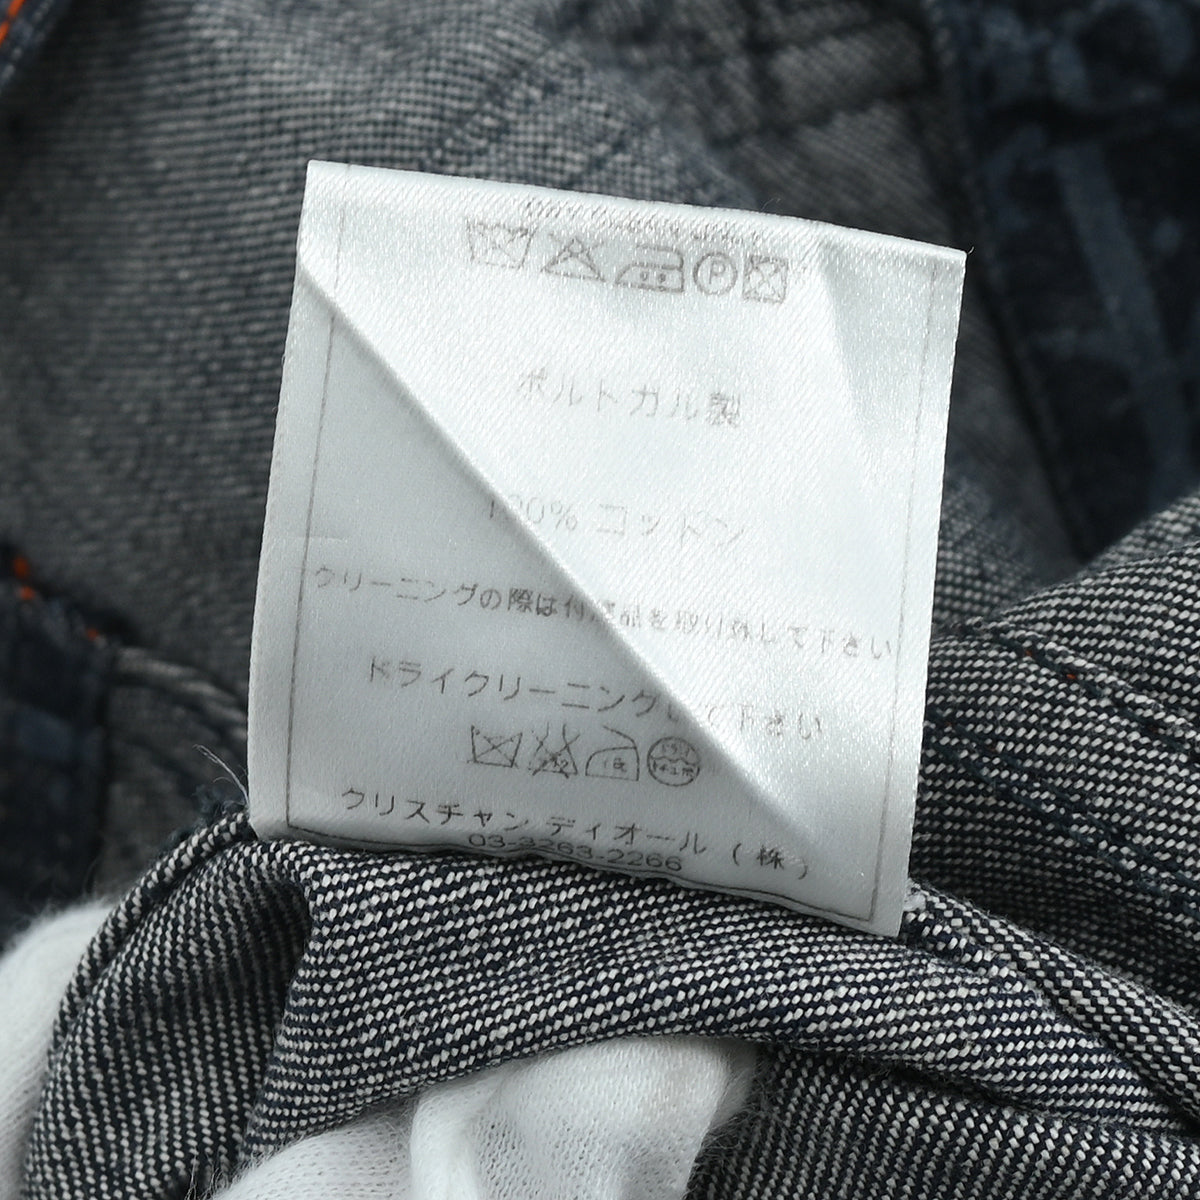 P
ポルトガル製
100% コットン
クリーニングの際は付属品を取り外して下さい
ドライクリーニングして下さい
クリスチャン ディオール (株)
03-3263-2266